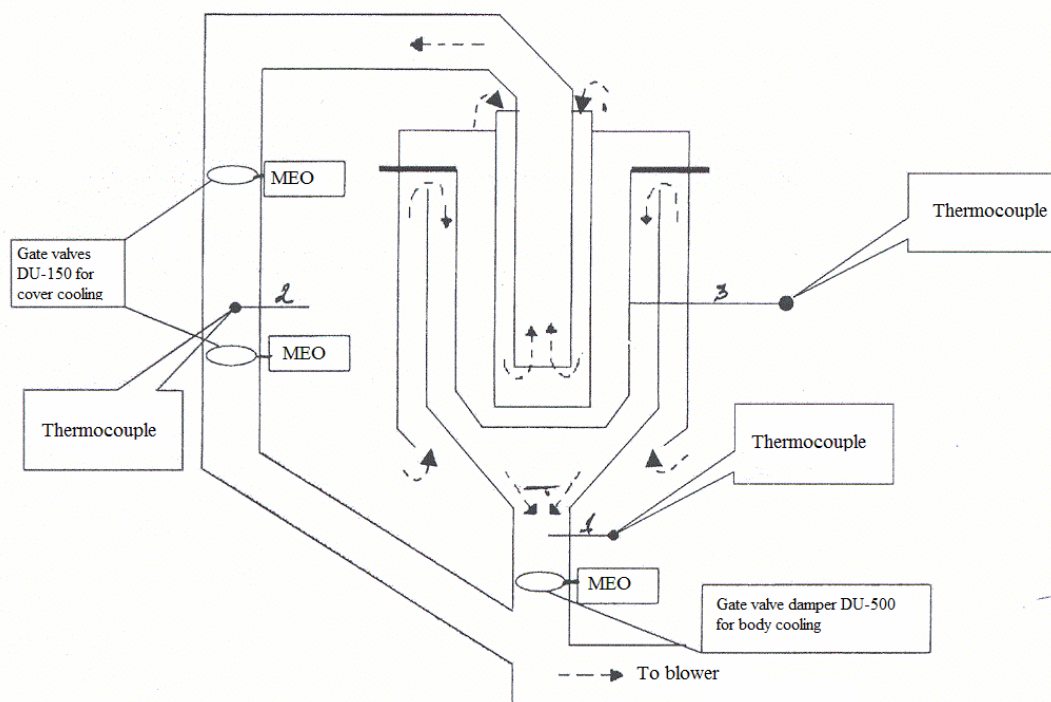 MEO
Thermocouple
Gate valves
DU-150 for
cover cooling
2
3
MEO
Thermocouple
Thermocouple
1
MEO
Gate valve damper DU-500
for body cooling
To blower